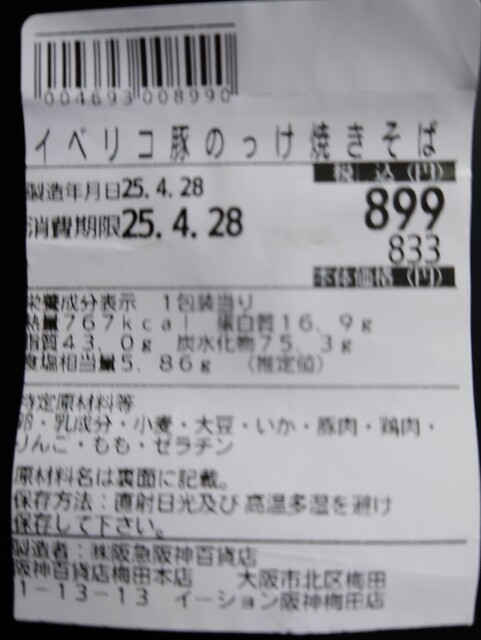 004693 008990
イベリコ豚のっけ焼きそば
税込(円)
製造年月日25.4.28
899
消費期限25.4.28
833
本体価格(円)
栄養成分表示 1包装当り
熱量767kcal 蛋白質16.9g
脂質43.0g 炭水化物75.3g
食塩相当量5.86g (推定値)
特定原材料等
卵・乳成分・小麦・大豆・いか・豚肉・鶏肉・
りんご・もも・ゼラチン
原材料名は裏面に記載。
保存方法:直射日光及び高温多湿を避け
保存して下さい。
製造者:㈱阪急阪神百貨店
阪神百貨店梅田本店 大阪市北区梅田
1-13-13 イーション阪神梅田店